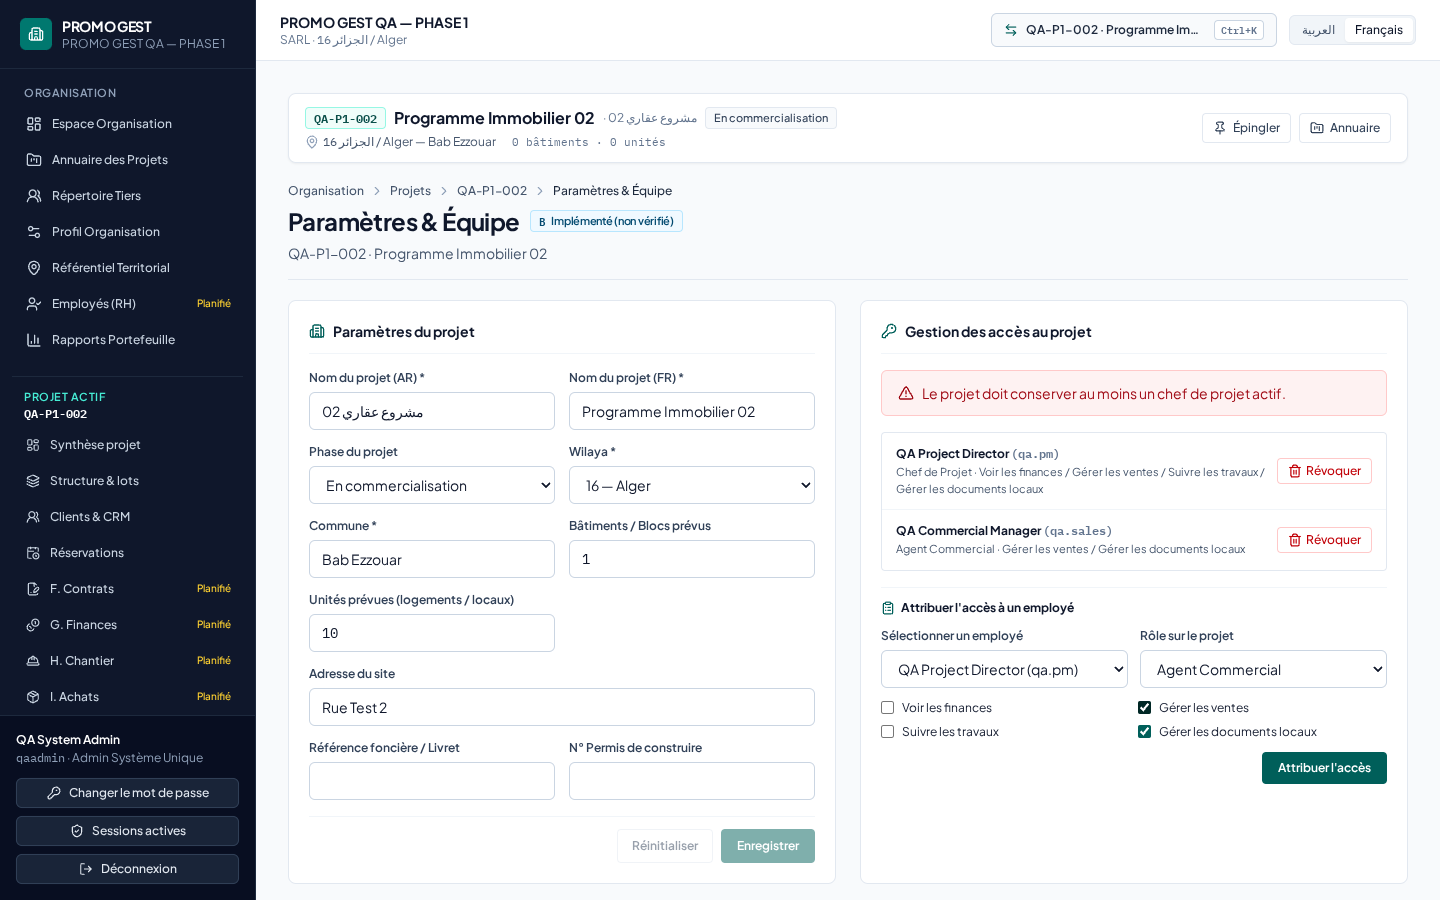 PROMO GEST
PROMO GEST QA — PHASE 1
ORGANISATION
Espace Organisation
Annuaire des Projets
Répertoire Tiers
Profil Organisation
Référentiel Territorial
Employés (RH) Planifié
Rapports Portefeuille
PROJET ACTIF
QA-P1-002
Synthèse projet
Structure & lots
Clients & CRM
Réservations
F. Contrats Planifié
G. Finances Planifié
H. Chantier Planifié
I. Achats Planifié
QA System Admin
qaadmin · Admin Système Unique
Changer le mot de passe
Sessions actives
Déconnexion
PROMO GEST QA — PHASE 1
SARL · 16 الجزائر / Alger
QA-P1-002 · Programme Im... Ctrl+K
العربية Français
QA-P1-002 Programme Immobilier 02 · مشروع عقاري 02 En commercialisation
16 الجزائر / Alger — Bab Ezzouar 0 bâtiments · 0 unités
Épingler Annuaire
Organisation > Projets > QA-P1-002 > Paramètres & Équipe
Paramètres & Équipe B Implémenté (non vérifié)
QA-P1-002 · Programme Immobilier 02
Paramètres du projet
Nom du projet (AR) * Nom du projet (FR) *
مشروع عقاري 02 Programme Immobilier 02
Phase du projet Wilaya *
En commercialisation 16 — Alger
Commune * Bâtiments / Blocs prévus
Bab Ezzouar 1
Unités prévues (logements / locaux)
10
Adresse du site
Rue Test 2
Référence foncière / Livret N° Permis de construire
Réinitialiser Enregistrer
Gestion des accès au projet
Le projet doit conserver au moins un chef de projet actif.
QA Project Director (qa.pm)
Chef de Projet · Voir les finances / Gérer les ventes / Suivre les travaux /
Gérer les documents locaux
Révoquer
QA Commercial Manager (qa.sales)
Agent Commercial · Gérer les ventes / Gérer les documents locaux
Révoquer
Attribuer l'accès à un employé
Sélectionner un employé Rôle sur le projet
QA Project Director (qa.pm) Agent Commercial
Voir les finances Gérer les ventes
Suivre les travaux Gérer les documents locaux
Attribuer l'accès